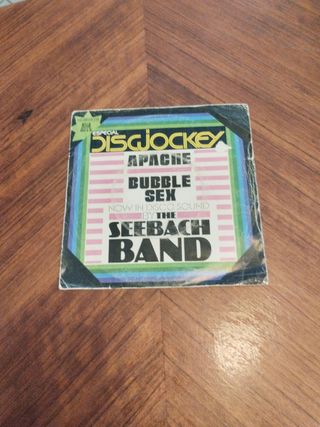 ESPECIAL
DISCJOCKEY
APACHE
BUBBLE
SEX
NOW IN DISCO SOUND
BY THE
SEEBACH
BAND